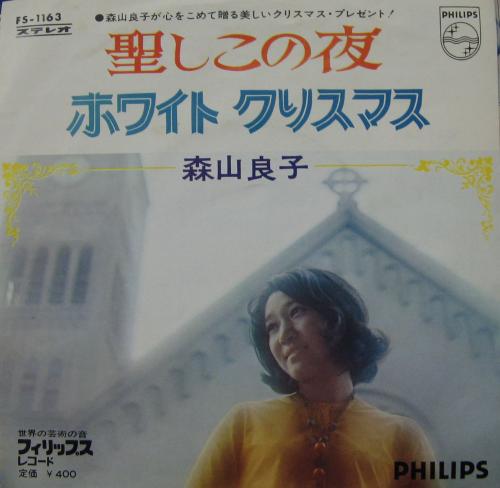 FS-1163
ステレオ
●森山良子が心をこめて贈る美しいクリスマス・プレゼント!
PHILIPS
聖しこの夜
ホワイト クリスマス
森山良子
世界の芸術の音
フィリップス
レコード
定価 ¥400
PHILIPS